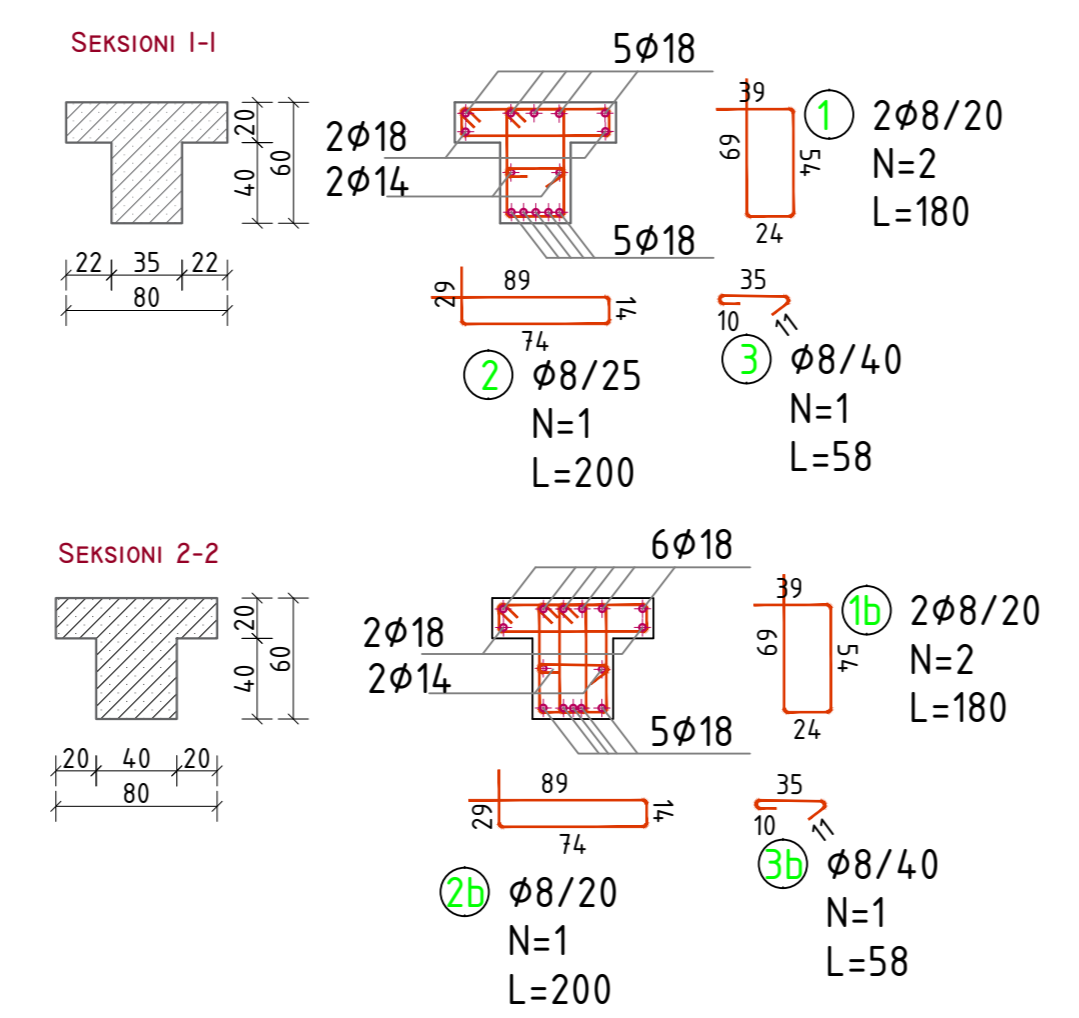 SEKSIONI 1-1
5Ø18
20
40
60
2Ø18
2Ø14
5Ø18
22 35 22
80
39
69
54
24
1
2Ø8/20
N=2
L=180
89
29
14
74
2
Ø8/25
N=1
L=200
35
10
11
3
Ø8/40
N=1
L=58
SEKSIONI 2-2
6Ø18
20
40
60
2Ø18
2Ø14
5Ø18
20 40 20
80
39
69
54
24
1b
2Ø8/20
N=2
L=180
89
29
14
74
2b
Ø8/20
N=1
L=200
35
10
11
3b
Ø8/40
N=1
L=58